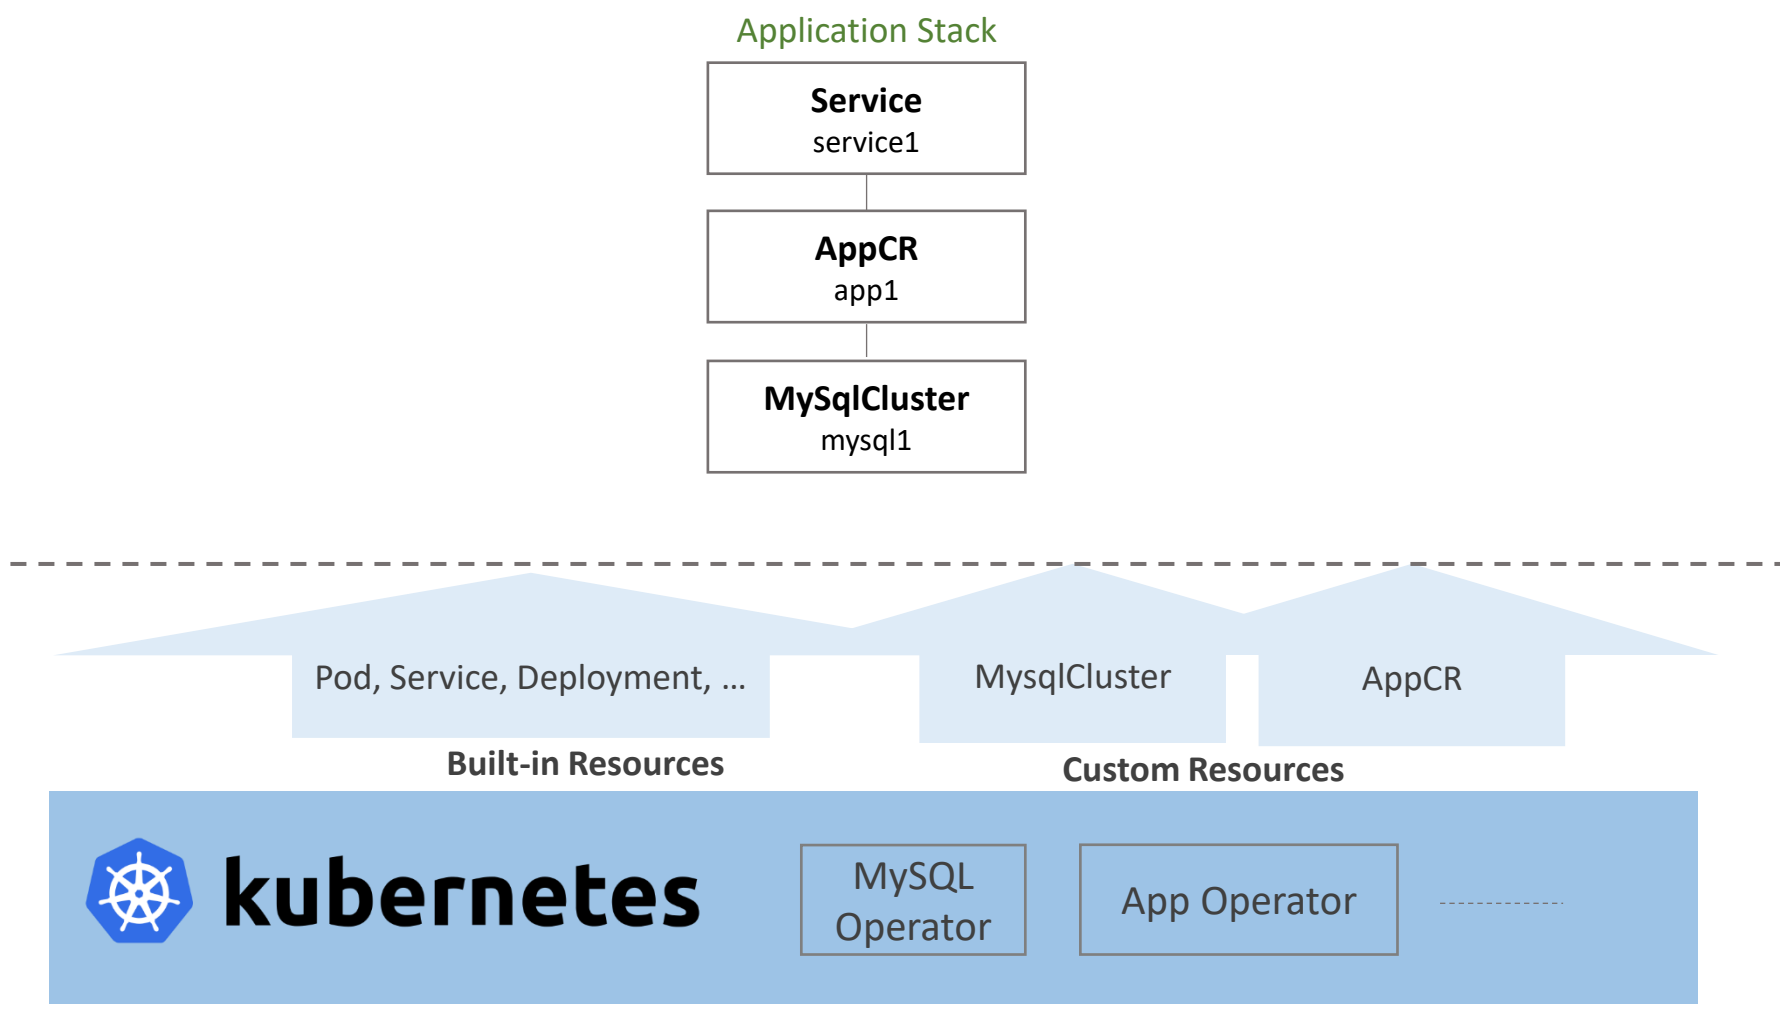 Application Stack
Service
service1
AppCR
app1
MySqlCluster
mysql1
Pod, Service, Deployment, ...
MysqlCluster
AppCR
Built-in Resources
Custom Resources
kubernetes
MySQL
Operator
App Operator